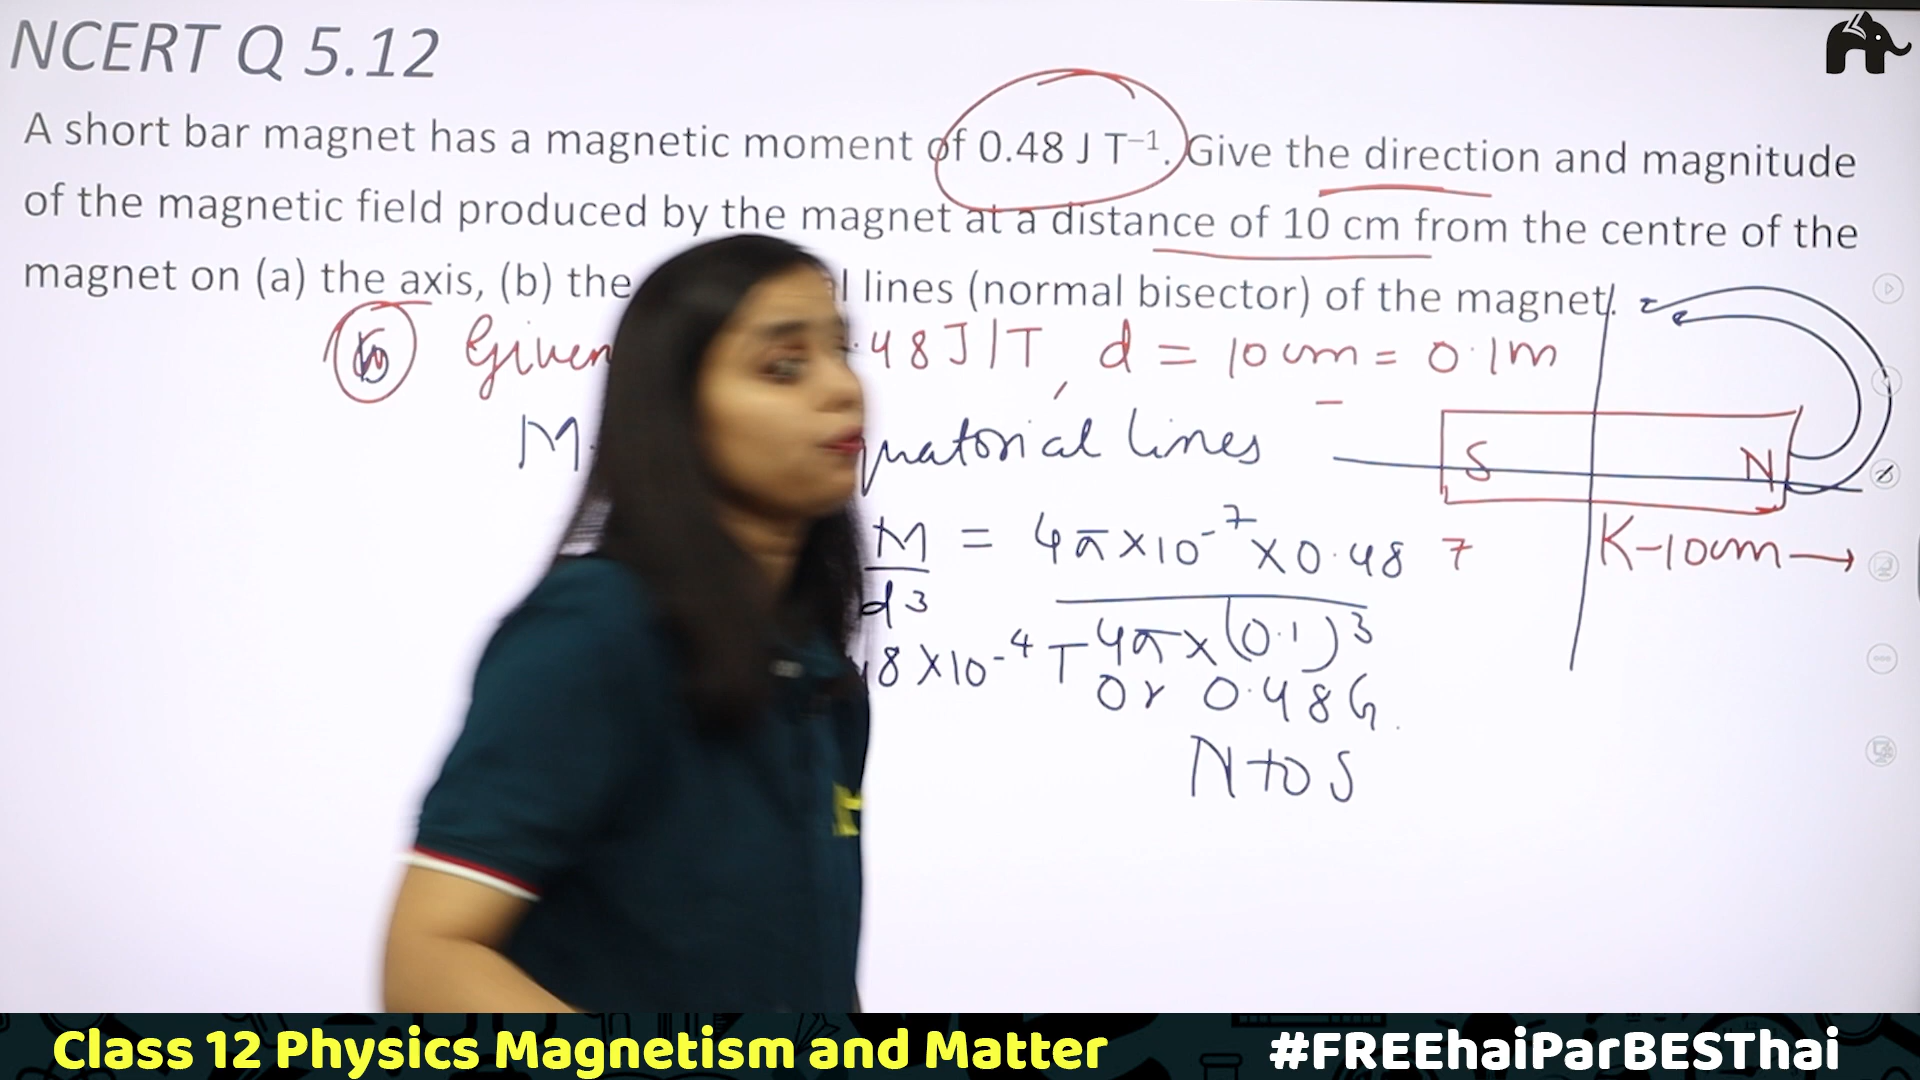 NCERT Q 5.12
A short bar magnet has a magnetic moment of 0.48 J T⁻¹. Give the direction and magnitude
of the magnetic field produced by the magnet at a distance of 10 cm from the centre of the
magnet on (a) the axis, (b) the l lines (normal bisector) of the magnet.
b Given .48J/T, d = 10 cm = 0.1m
M. quatorial lines
S N
M/d³ = 4π×10⁻⁷×0.48 / 4π×(0.1)³
K-10cm→
8×10⁻⁴ T
Or 0.48G.
N to S
Class 12 Physics Magnetism and Matter #FREEhaiParBESThai